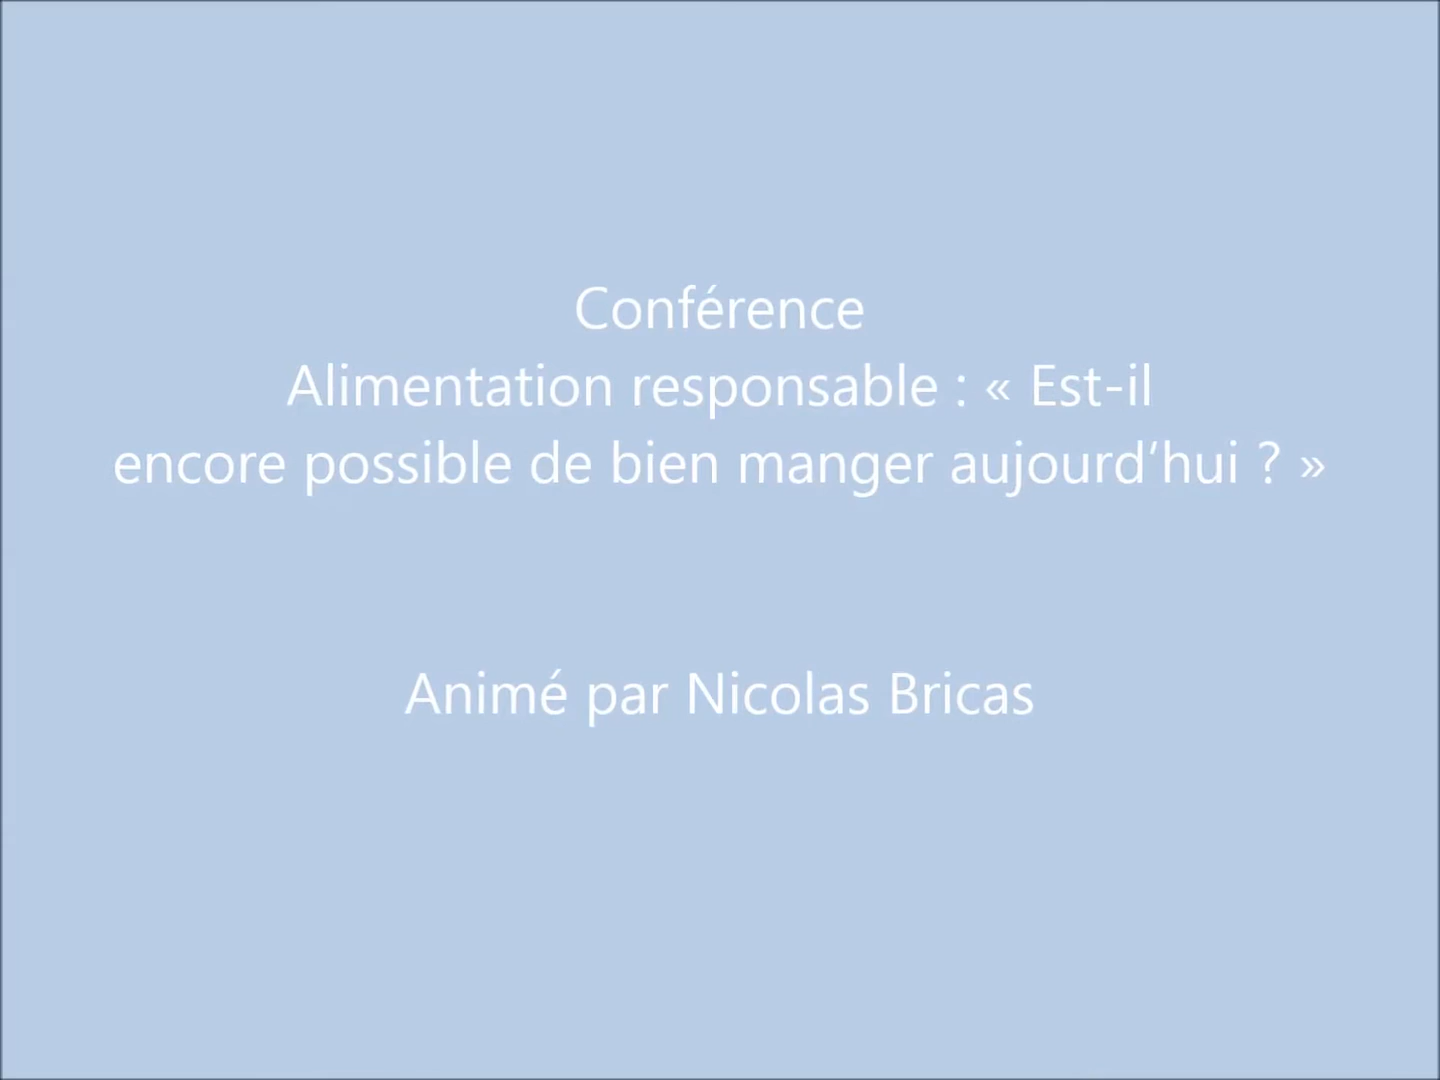 Conférence
Alimentation responsable : « Est-il
encore possible de bien manger aujourd’hui ? »
Animé par Nicolas Bricas